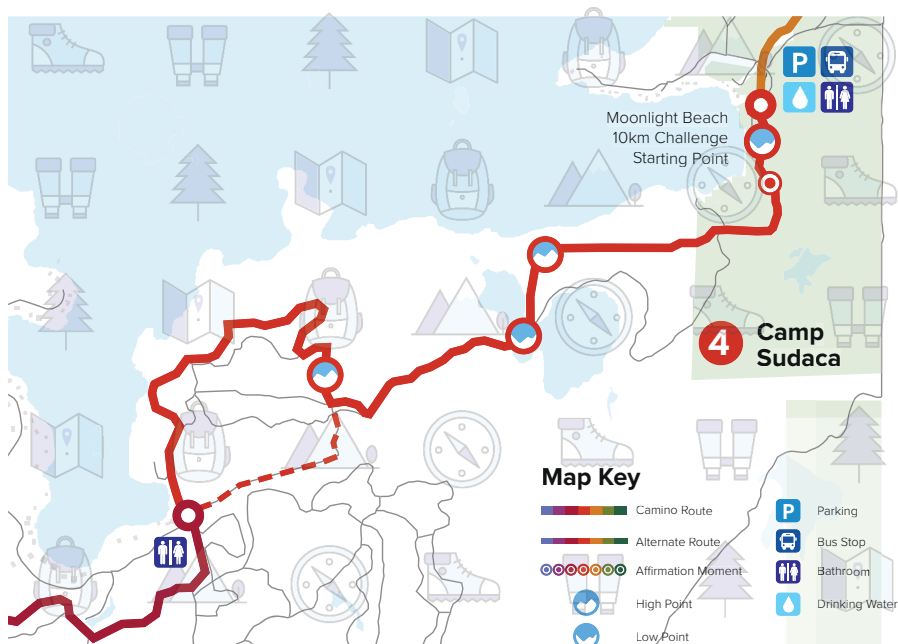 P
Moonlight Beach
10km Challenge
Starting Point
4
Camp
Sudaca
Map Key
Camino Route
Alternate Route
Affirmation Moment
High Point
Low Point
P
Parking
Bus Stop
Bathroom
Drinking Water